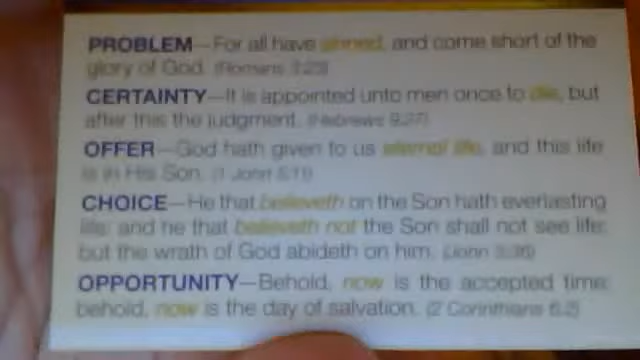 PROBLEM—For all have sinned, and come short of the
glory of God. (Romans 3:23)
CERTAINTY—It is appointed unto men once to die, but
after this the judgment. (Hebrews 9:27)
OFFER—God hath given to us eternal life, and this life
is in His Son. (1 John 5:11)
CHOICE—He that believeth on the Son hath everlasting
life: and he that believeth not the Son shall not see life;
but the wrath of God abideth on him. (John 3:36)
OPPORTUNITY—Behold, now is the accepted time;
behold, now is the day of salvation. (2 Corinthians 6:2)